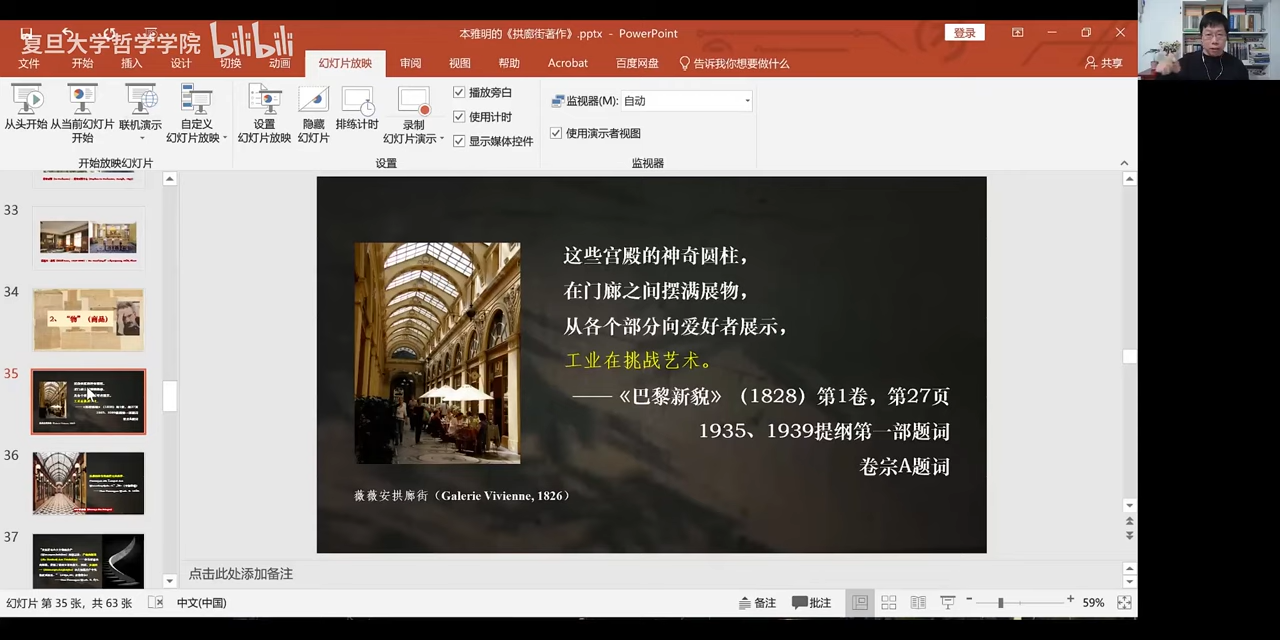 复旦大学哲学学院
bilibili
本雅明的《拱廊街著作》.pptx - PowerPoint
登录
文件 开始 插入 设计 切换 动画 幻灯片放映 审阅 视图 帮助 Acrobat 百度网盘 告诉我你想要做什么 共享
从头开始
从当前幻灯片
开始
联机演示
自定义
幻灯片放映
开始放映幻灯片
设置
幻灯片放映
隐藏
幻灯片
排练计时
录制
幻灯片演示
播放旁白
使用计时
显示媒体控件
设置
监视器(M): 自动
使用演示者视图
监视器
33
34
2、“物”（商品）
35
36
37
这些宫殿的神奇圆柱，
在门廊之间摆满展物，
从各个部分向爱好者展示，
工业在挑战艺术。
——《巴黎新貌》（1828）第1卷，第27页
1935、1939提纲第一部题词
卷宗A题词
薇薇安拱廊街（Galerie Vivienne, 1826）
点击此处添加备注
幻灯片 第 35 张，共 63 张 中文(中国) 备注 批注 59%